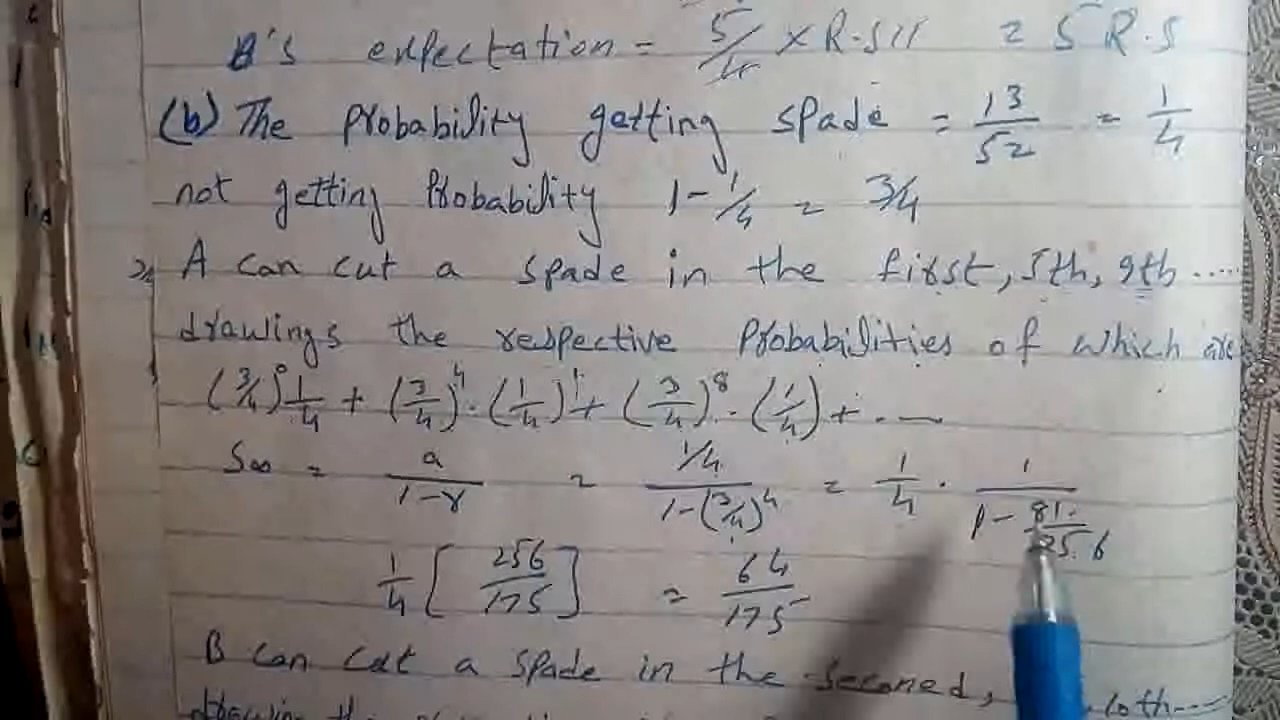 B's expectation = 5/4 × R.S 11 = 5 R.S
(b) The Probability getting spade = 13/52 = 1/4
not getting Probability 1 - 1/4 = 3/4
A can cut a spade in the first, 5th, 9th .....
drawings the respective Probabilities of which are
(3/4)⁰ 1/4 + (3/4)⁴ . (1/4)¹ + (3/4)⁸ . (1/4) + . —
S∞ = a/1-r = 1/4 / 1-(3/4)⁴ = 1/4 . 1 / 1 - 81/256
1/4 [256/175] = 64/175
B can cut a spade in the seconed, 10th....